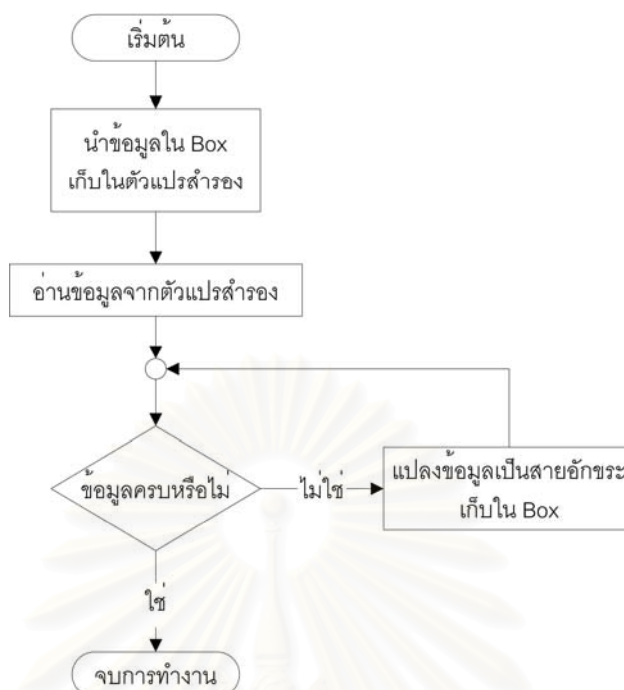 เริ่มต้น
นำข้อมูลใน Box
เก็บในตัวแปรสำรอง
อ่านข้อมูลจากตัวแปรสำรอง
ข้อมูลครบหรือไม่
ไม่ใช่
แปลงข้อมูลเป็นสายอักขระ
เก็บใน Box
ใช่
จบการทำงาน